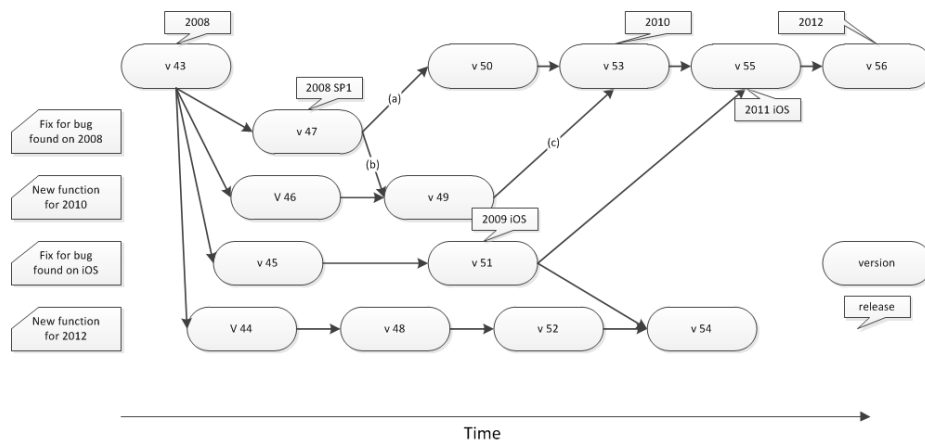 2008
2010
2012
v 43
v 50
v 53
v 55
v 56
2008 SP1
(a)
2011 iOS
Fix for bug
found on 2008
v 47
(b)
(c)
New function
for 2010
V 46
v 49
2009 iOS
Fix for bug
found on iOS
v 45
v 51
version
release
New function
for 2012
V 44
v 48
v 52
v 54
Time